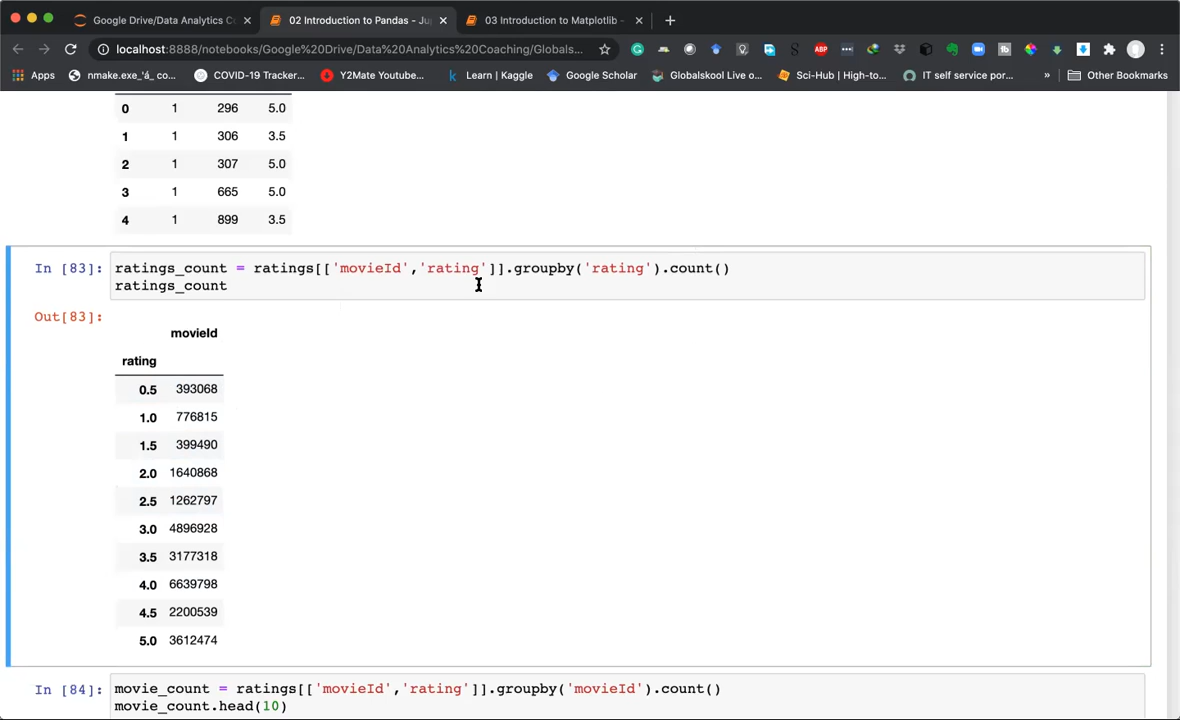 Google Drive/Data Analytics C
02 Introduction to Pandas - Ju
03 Introduction to Matplotlib -
localhost:8888/notebooks/Google%20Drive/Data%20Analytics%20Coaching/Globals...
Apps
nmake.exe_'á_ co...
COVID-19 Tracker...
Y2Mate Youtube...
Learn | Kaggle
Google Scholar
Globalskool Live o...
Sci-Hub | High-to...
IT self service por...
»
Other Bookmarks
0 1 296 5.0
1 1 306 3.5
2 1 307 5.0
3 1 665 5.0
4 1 899 3.5
In [83]: ratings_count = ratings[['movieId','rating']].groupby('rating').count()
ratings_count
Out[83]:
movieId
rating
0.5 393068
1.0 776815
1.5 399490
2.0 1640868
2.5 1262797
3.0 4896928
3.5 3177318
4.0 6639798
4.5 2200539
5.0 3612474
In [84]: movie_count = ratings[['movieId','rating']].groupby('movieId').count()
movie_count.head(10)